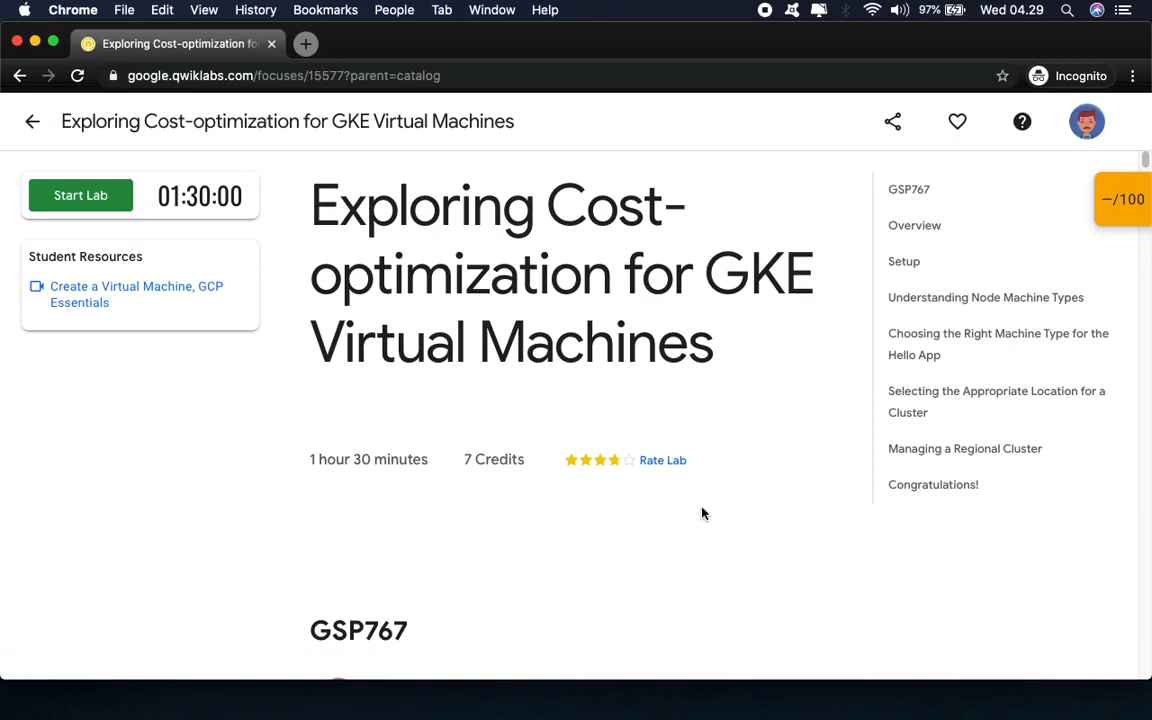 Chrome File Edit View History Bookmarks People Tab Window Help 97% Wed 04.29
Exploring Cost-optimization fo
google.qwiklabs.com/focuses/15577?parent=catalog
Incognito
Exploring Cost-optimization for GKE Virtual Machines
Start Lab 01:30:00
Student Resources
Create a Virtual Machine, GCP
Essentials
Exploring Cost-
optimization for GKE
Virtual Machines
1 hour 30 minutes 7 Credits Rate Lab
GSP767
GSP767
Overview
Setup
Understanding Node Machine Types
Choosing the Right Machine Type for the
Hello App
Selecting the Appropriate Location for a
Cluster
Managing a Regional Cluster
Congratulations!
–/100